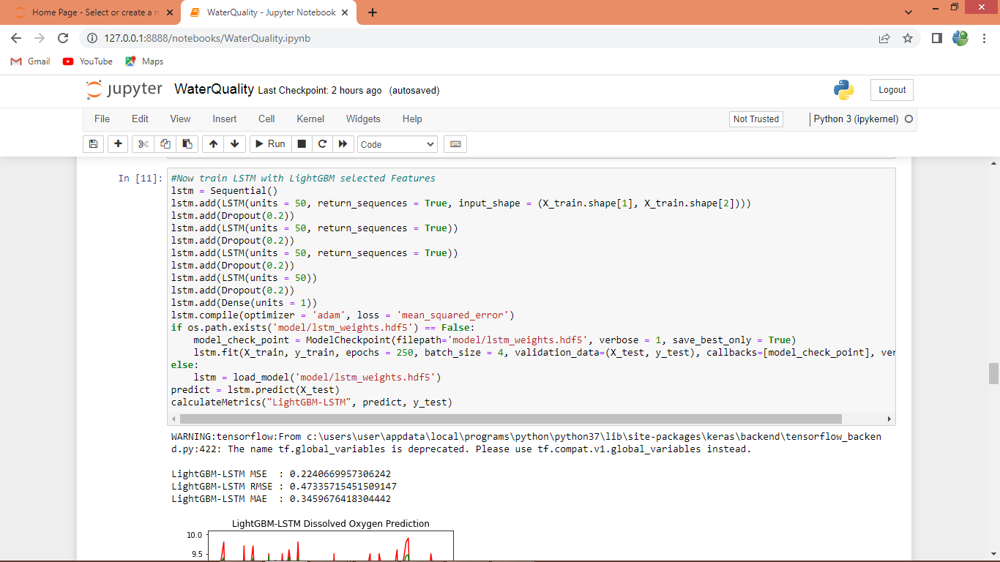 Home Page - Select or create a n
WaterQuality - Jupyter Notebook
127.0.0.1:8888/notebooks/WaterQuality.ipynb
Gmail YouTube Maps
jupyter WaterQuality Last Checkpoint: 2 hours ago (autosaved)
Logout
File Edit View Insert Cell Kernel Widgets Help
Not Trusted
Python 3 (ipykernel)
Run
Code
In [11]:
#Now train LSTM with LightGBM selected Features
lstm = Sequential()
lstm.add(LSTM(units = 50, return_sequences = True, input_shape = (X_train.shape[1], X_train.shape[2])))
lstm.add(Dropout(0.2))
lstm.add(LSTM(units = 50, return_sequences = True))
lstm.add(Dropout(0.2))
lstm.add(LSTM(units = 50, return_sequences = True))
lstm.add(Dropout(0.2))
lstm.add(LSTM(units = 50))
lstm.add(Dropout(0.2))
lstm.add(Dense(units = 1))
lstm.compile(optimizer = 'adam', loss = 'mean_squared_error')
if os.path.exists('model/lstm_weights.hdf5') == False:
    model_check_point = ModelCheckpoint(filepath='model/lstm_weights.hdf5', verbose = 1, save_best_only = True)
    lstm.fit(X_train, y_train, epochs = 250, batch_size = 4, validation_data=(X_test, y_test), callbacks=[model_check_point], ver
else:
    lstm = load_model('model/lstm_weights.hdf5')
predict = lstm.predict(X_test)
calculateMetrics("LightGBM-LSTM", predict, y_test)
WARNING:tensorflow:From c:\users\user\appdata\local\programs\python\python37\lib\site-packages\keras\backend\tensorflow_backen
d.py:422: The name tf.global_variables is deprecated. Please use tf.compat.v1.global_variables instead.
LightGBM-LSTM MSE  : 0.2240669957306242
LightGBM-LSTM RMSE : 0.47335715451509147
LightGBM-LSTM MAE  : 0.3459676418304442
LightGBM-LSTM Dissolved Oxygen Prediction
10.0
9.5